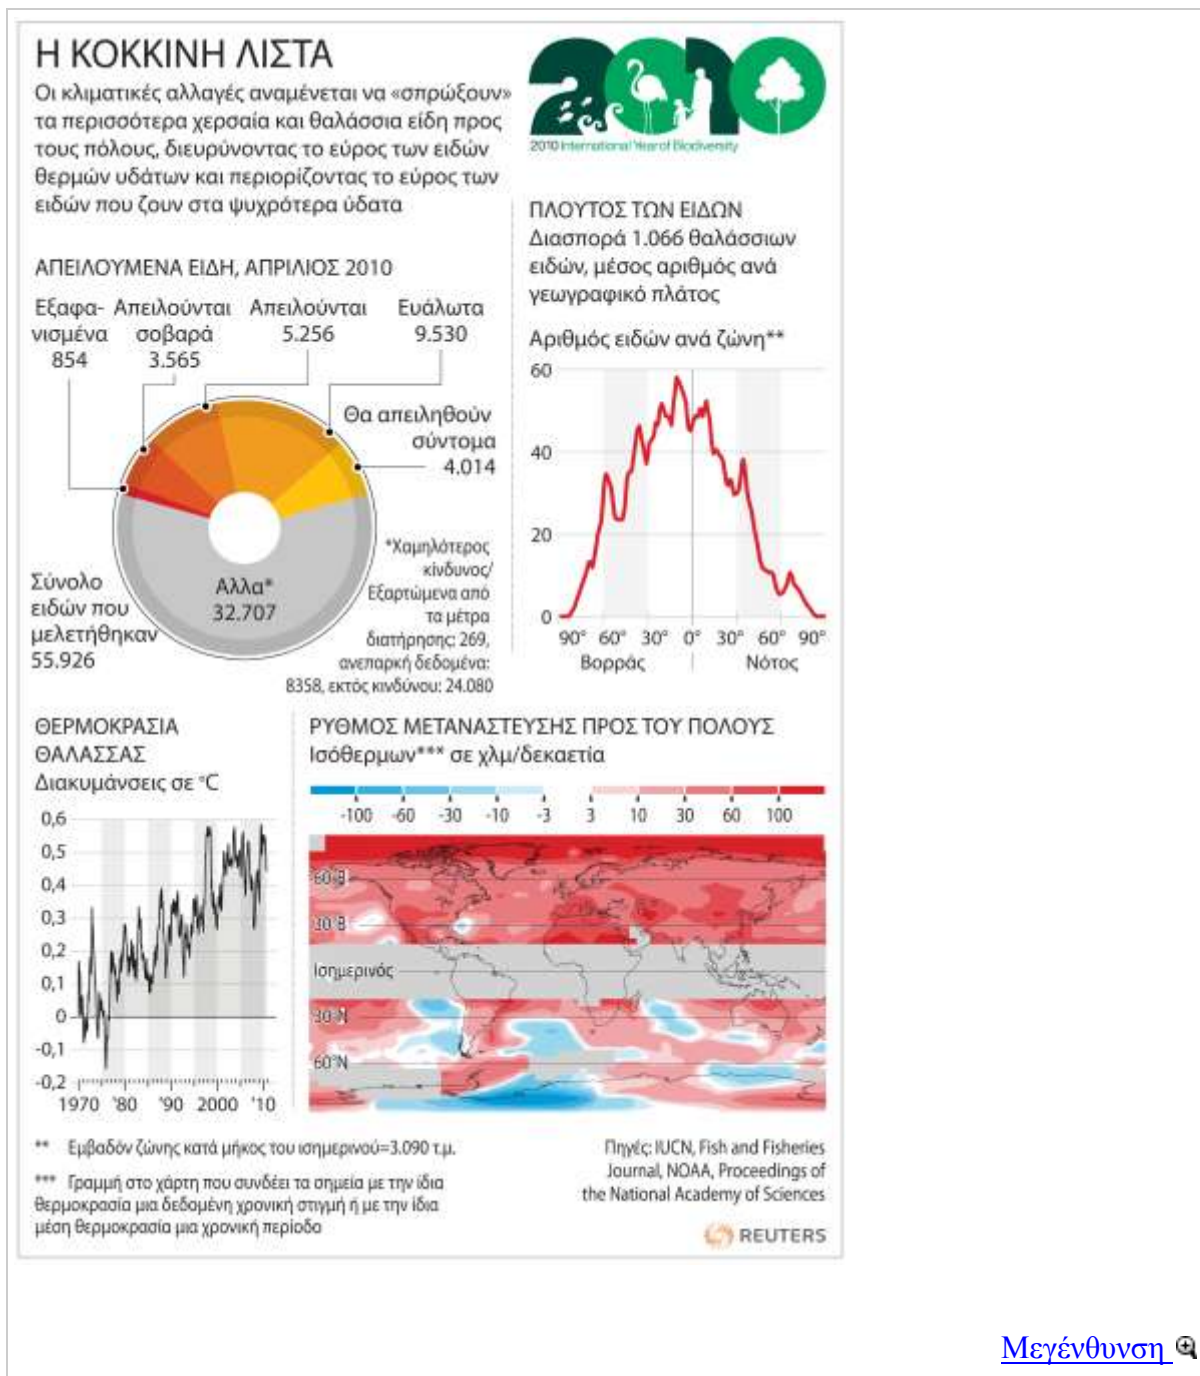 Η ΚΟΚΚΙΝΗ ΛΙΣΤΑ
Οι κλιματικές αλλαγές αναμένεται να «σπρώξουν»
τα περισσότερα χερσαία και θαλάσσια είδη προς
τους πόλους, διευρύνοντας το εύρος των ειδών
θερμών υδάτων και περιορίζοντας το εύρος των
ειδών που ζουν στα ψυχρότερα ύδατα
2010
2010 International Year of Biodiversity
ΑΠΕΙΛΟΥΜΕΝΑ ΕΙΔΗ, ΑΠΡΙΛΙΟΣ 2010
Εξαφα-
νισμένα
854
Απειλούνται
σοβαρά
3.565
Απειλούνται
5.256
Ευάλωτα
9.530
Θα απειληθούν
σύντομα
4.014
Αλλα*
32.707
Σύνολο
ειδών που
μελετήθηκαν
55.926
*Χαμηλότερος
κίνδυνος/
Εξαρτώμενα από
τα μέτρα
διατήρησης: 269,
ανεπαρκή δεδομένα:
8358, εκτός κινδύνου: 24.080
ΠΛΟΥΤΟΣ ΤΩΝ ΕΙΔΩΝ
Διασπορά 1.066 θαλάσσιων
ειδών, μέσος αριθμός ανά
γεωγραφικό πλάτος
Αριθμός ειδών ανά ζώνη**
60
40
20
0
90° 60° 30° 0° 30° 60° 90°
Βορράς Νότος
ΘΕΡΜΟΚΡΑΣΙΑ
ΘΑΛΑΣΣΑΣ
Διακυμάνσεις σε °C
0,6
0,5
0,4
0,3
0,2
0,1
0
-0,1
-0,2
1970 '80 '90 2000 '10
ΡΥΘΜΟΣ ΜΕΤΑΝΑΣΤΕΥΣΗΣ ΠΡΟΣ ΤΟΥ ΠΟΛΟΥΣ
Ισόθερμων*** σε χλμ/δεκαετία
-100 -60 -30 -10 -3 3 10 30 60 100
60°Β
30°Β
Ισημερινός
30°Ν
60°Ν
** Εμβαδόν ζώνης κατά μήκος του ισημερινού=3.090 τ.μ.
*** Γραμμή στο χάρτη που συνδέει τα σημεία με την ίδια
θερμοκρασία μια δεδομένη χρονική στιγμή ή με την ίδια
μέση θερμοκρασία μια χρονική περίοδο
Πηγές: IUCN, Fish and Fisheries
Journal, NOAA, Proceedings of
the National Academy of Sciences
REUTERS
Μεγένθυνση